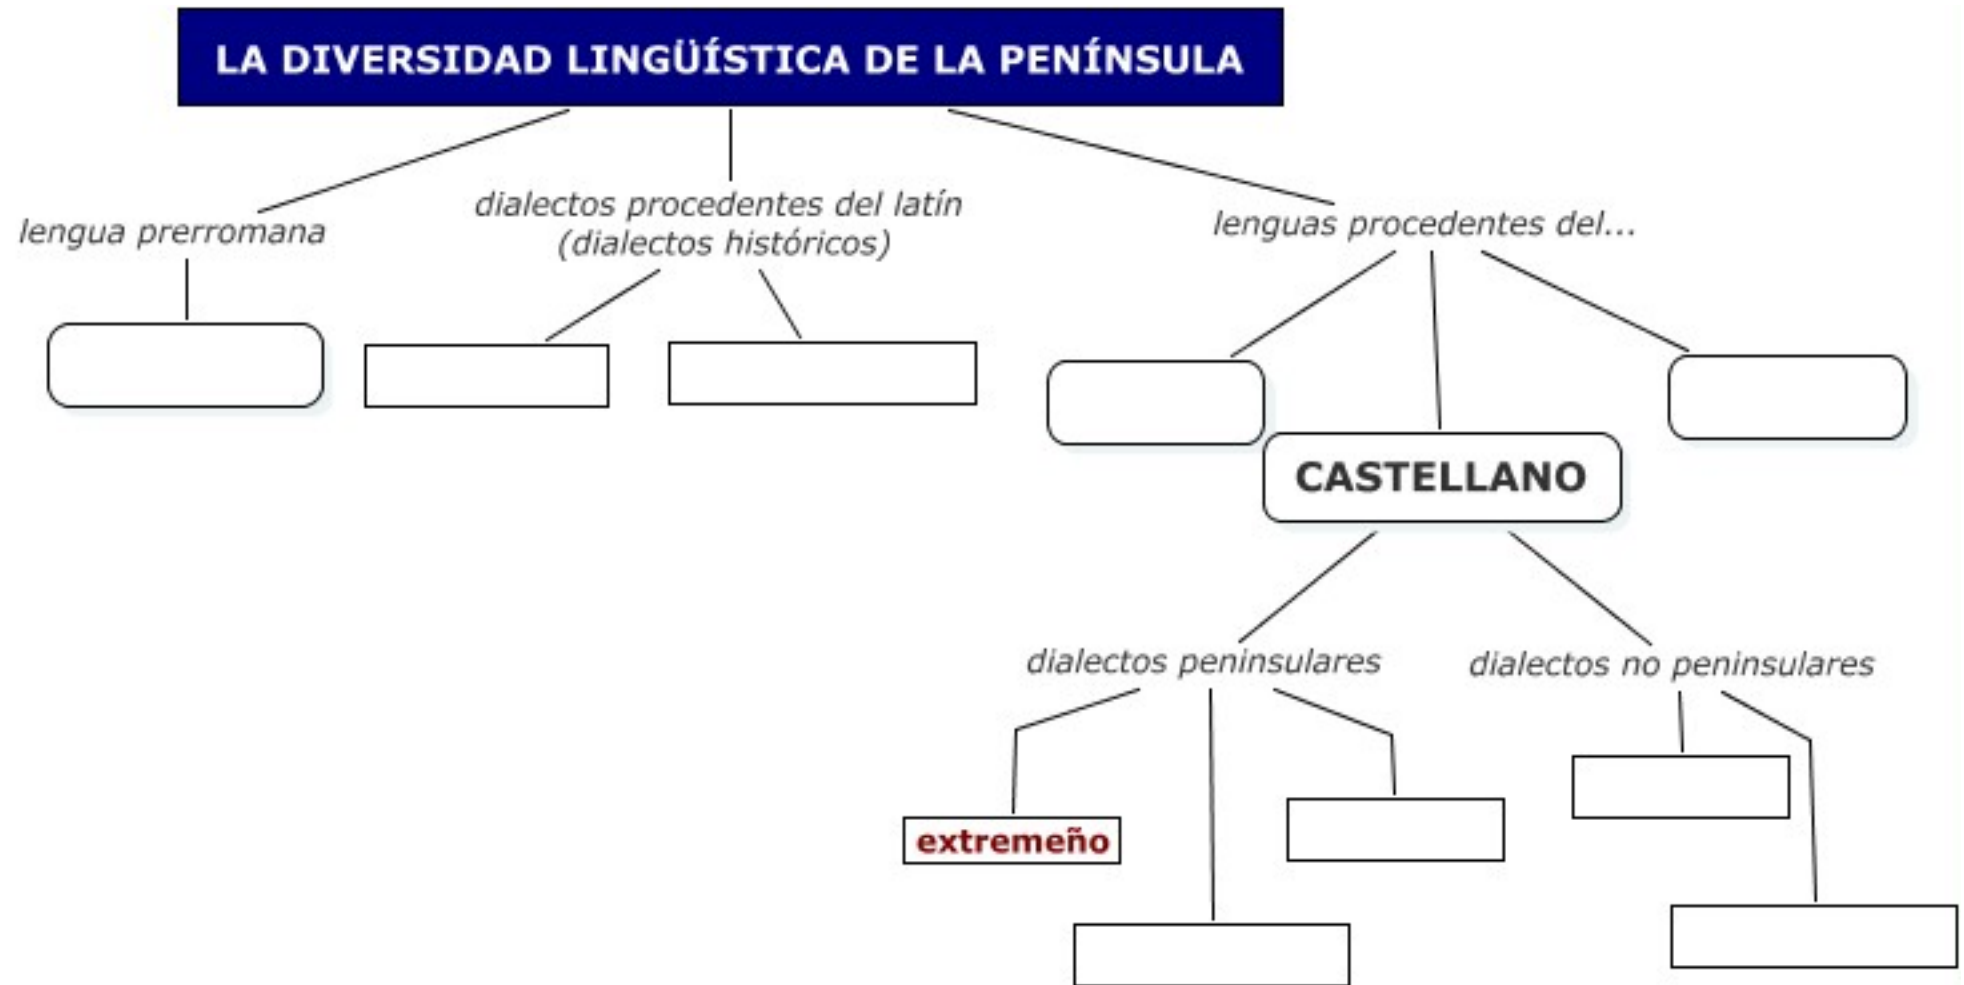 LA DIVERSIDAD LINGÜÍSTICA DE LA PENÍNSULA
lengua prerromana
dialectos procedentes del latín
(dialectos históricos)
lenguas procedentes del...
CASTELLANO
dialectos peninsulares
dialectos no peninsulares
extremeño